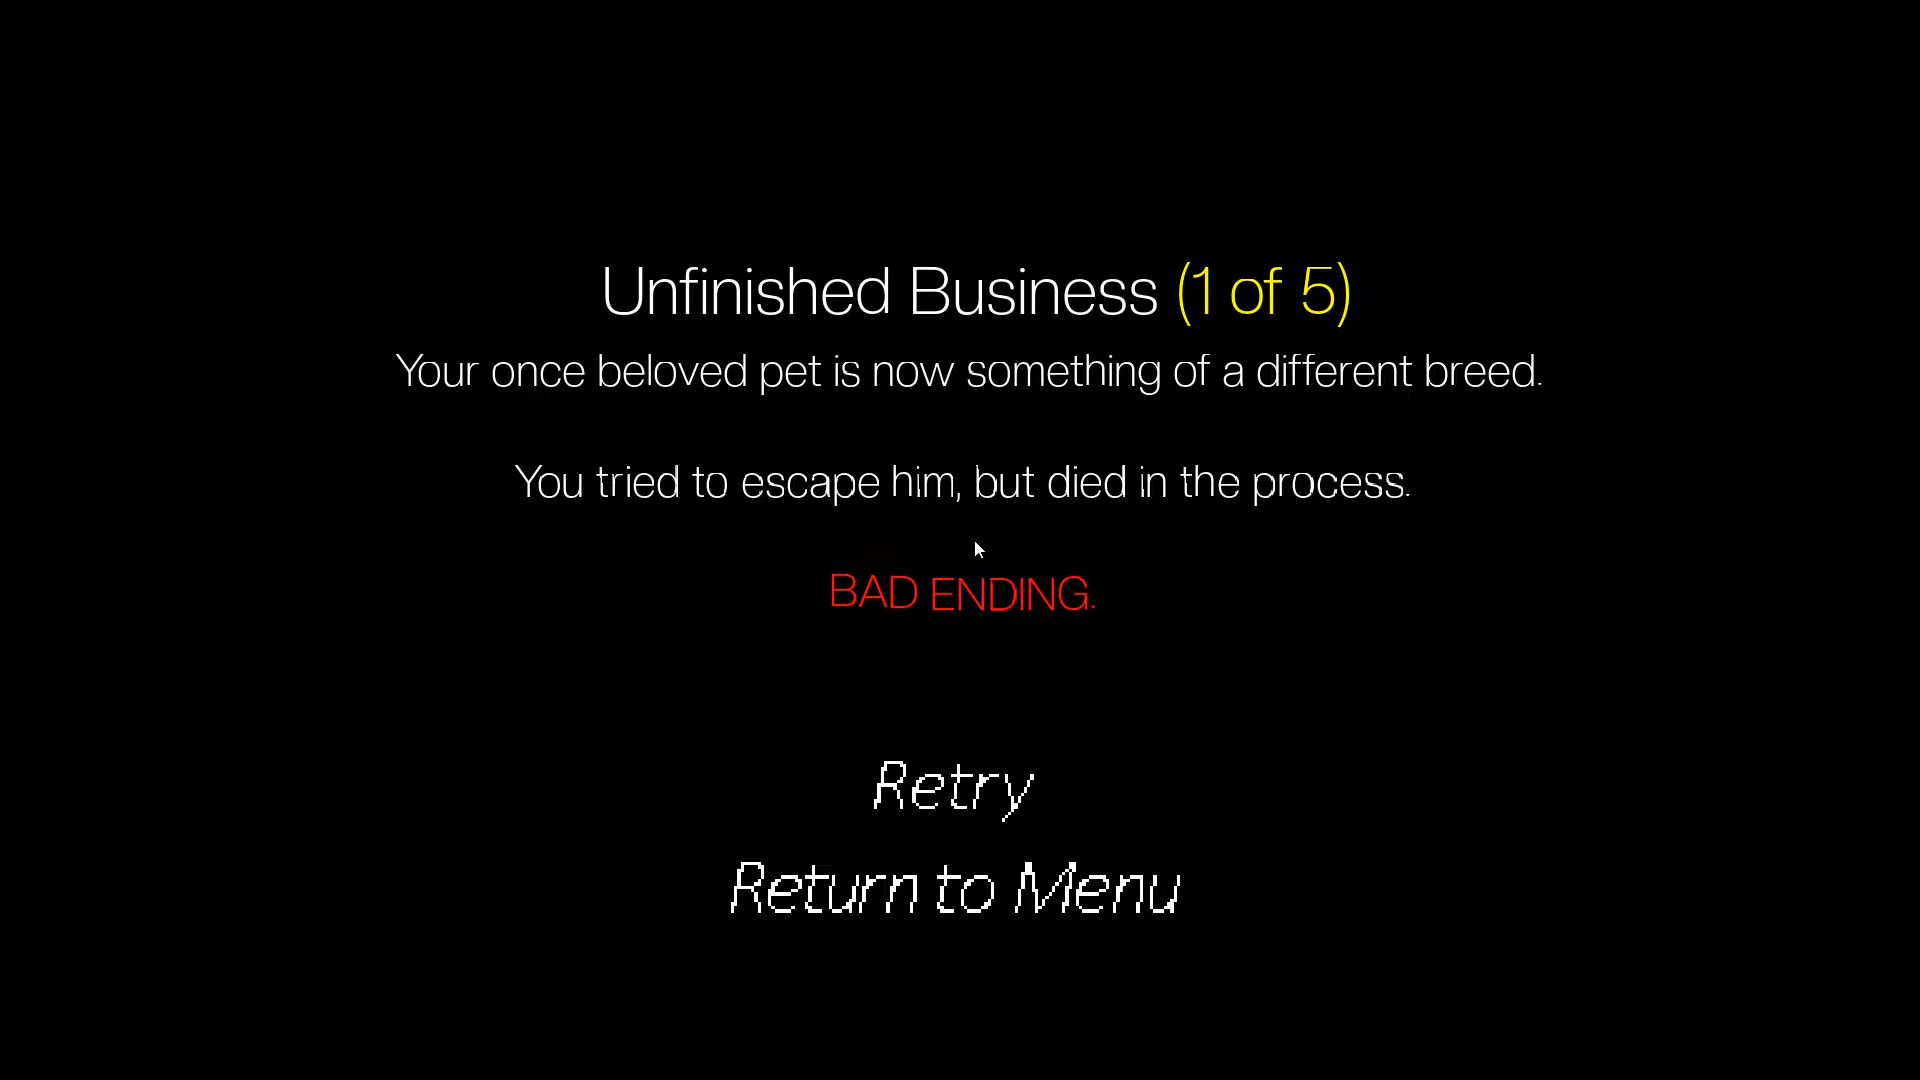 Unfinished Business (1 of 5)
Your once beloved pet is now something of a different breed.
You tried to escape him, but died in the process.
BAD ENDING.
Retry
Return to Menu